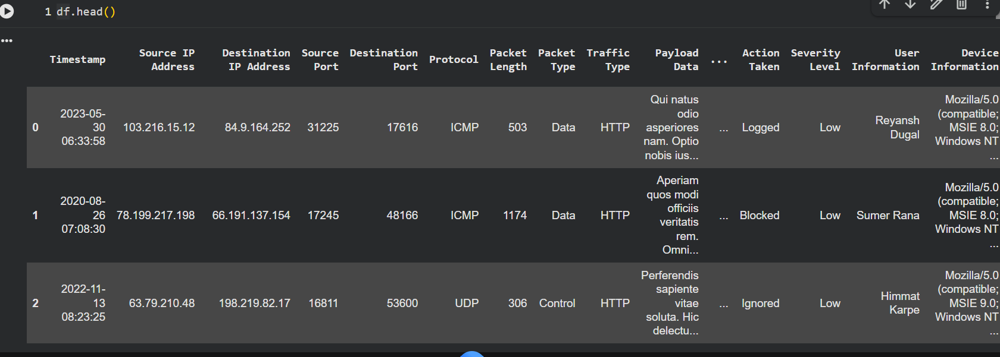 1 df.head()
...
Timestamp Source IP Address Destination IP Address Source Port Destination Port Protocol Packet Length Packet Type Traffic Type Payload Data ... Action Taken Severity Level User Information Device Information
0 2023-05-30 06:33:58 103.216.15.12 84.9.164.252 31225 17616 ICMP 503 Data HTTP Qui natus odio asperiores nam. Optio nobis ius... ... Logged Low Reyansh Dugal Mozilla/5.0 (compatible; MSIE 8.0; Windows NT ...
1 2020-08-26 07:08:30 78.199.217.198 66.191.137.154 17245 48166 ICMP 1174 Data HTTP Aperiam quos modi officiis veritatis rem. Omni... ... Blocked Low Sumer Rana Mozilla/5.0 (compatible; MSIE 8.0; Windows NT ...
2 2022-11-13 08:23:25 63.79.210.48 198.219.82.17 16811 53600 UDP 306 Control HTTP Perferendis sapiente vitae soluta. Hic delectu... ... Ignored Low Himmat Karpe Mozilla/5.0 (compatible; MSIE 9.0; Windows NT ...